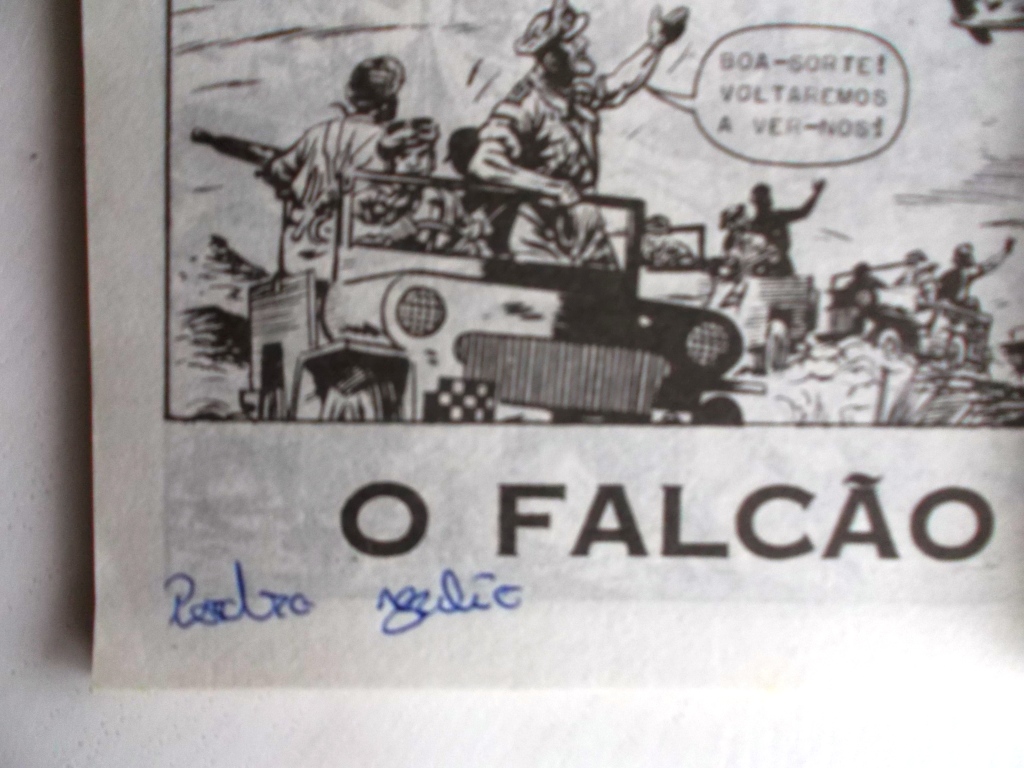 BOA-SORTE!
VOLTAREMOS
A VER-NOS!
O FALCÃO
Pedro